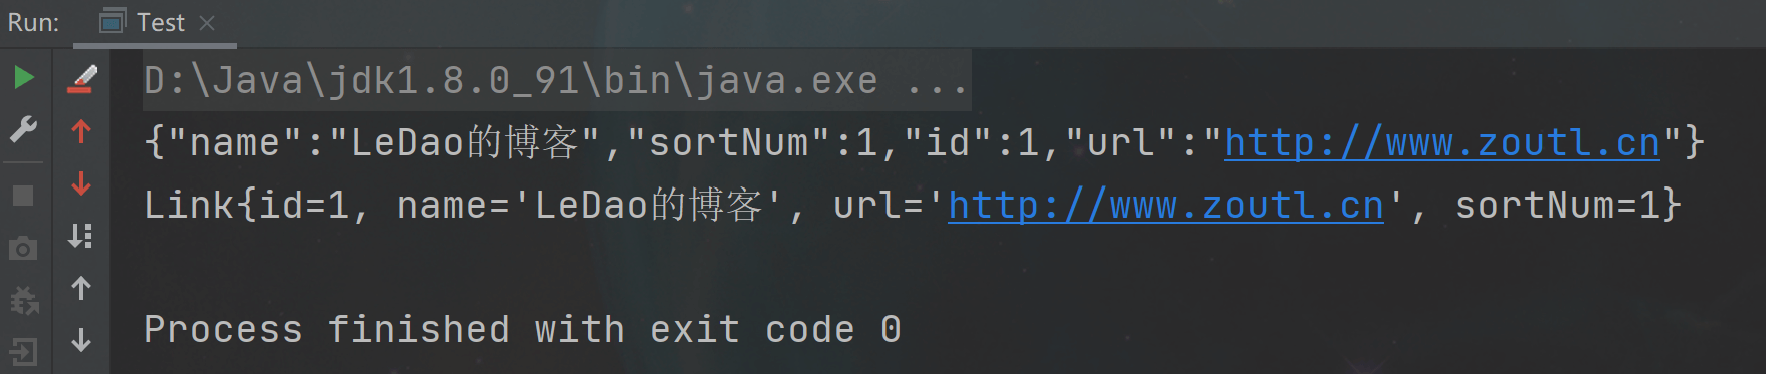 Run: Test
D:\Java\jdk1.8.0_91\bin\java.exe ...
{"name":"LeDao的博客","sortNum":1,"id":1,"url":"http://www.zoutl.cn"}
Link{id=1, name='LeDao的博客', url='http://www.zoutl.cn', sortNum=1}
Process finished with exit code 0